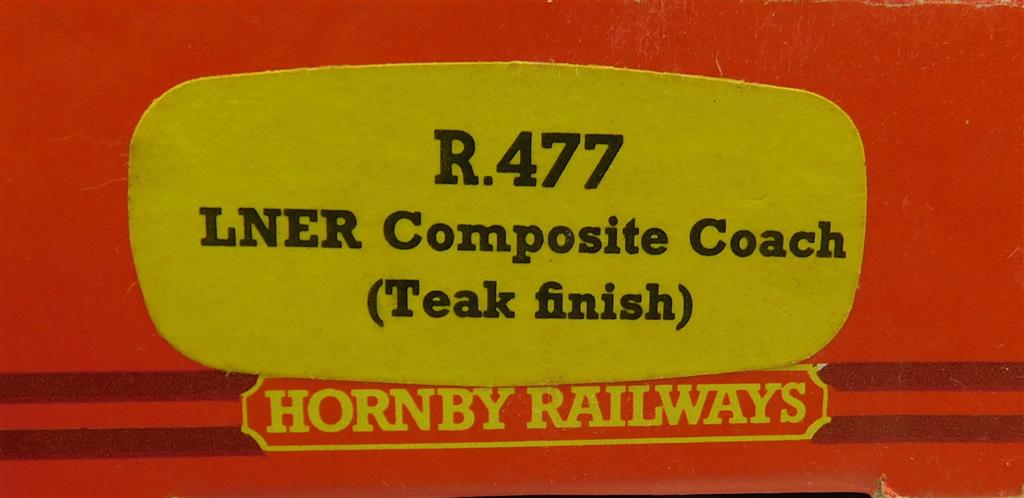 R.477
LNER Composite Coach
(Teak finish)
HORNBY RAILWAYS